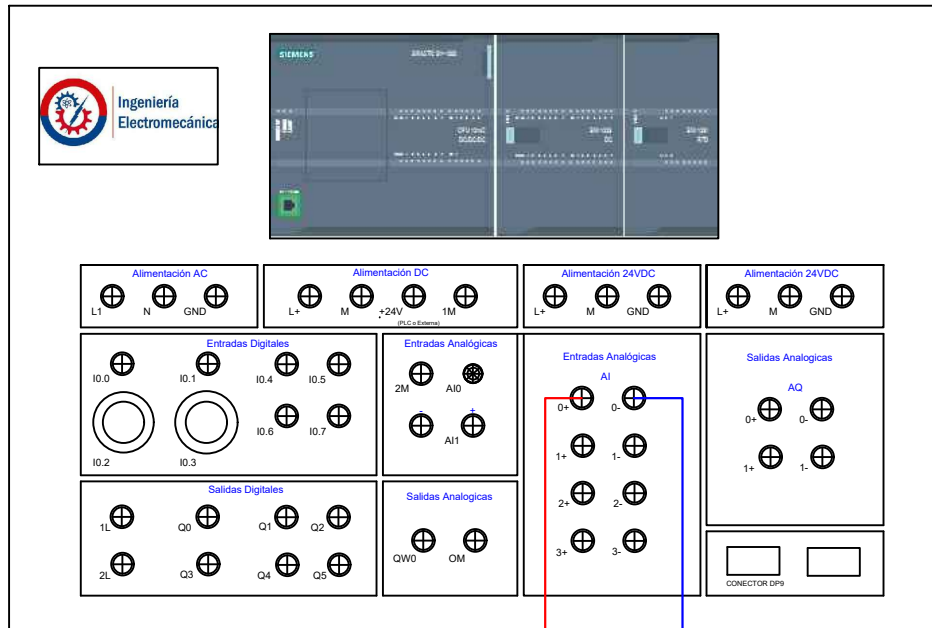 SIEMENS
Ingeniería
Electromecánica
Alimentación AC
L1 N GND
Alimentación DC
L+ M +24V 1M
(PLC o Externa)
Alimentación 24VDC
L+ M GND
Alimentación 24VDC
L+ M GND
Entradas Digitales
I0.0 I0.1 I0.4 I0.5
I0.6 I0.7
I0.2 I0.3
Entradas Analógicas
2M AI0
- +
AI1
Entradas Analógicas
AI
0+ 0-
1+ 1-
2+ 2-
3+ 3-
Salidas Analogicas
AQ
0+ 0-
1+ 1-
Salidas Digitales
1L Q0 Q1 Q2
2L Q3 Q4 Q5
Salidas Analogicas
QW0 OM
CONECTOR DP9